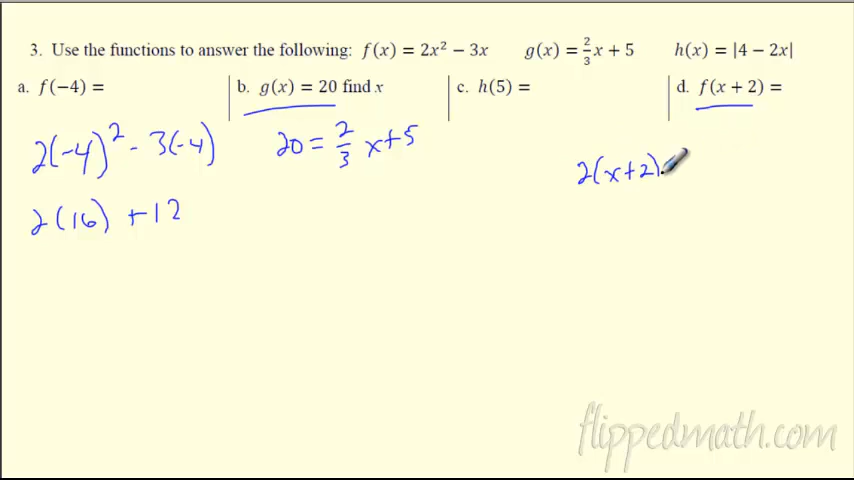 3. Use the functions to answer the following: f(x) = 2x² − 3x g(x) = 2/3 x + 5 h(x) = |4 − 2x|
a. f(−4) = b. g(x) = 20 find x c. h(5) = d. f(x + 2) =
2(-4)² - 3(-4) 20 = 2/3 x+5
2(x+2)
2(16) +12
flippedmath.com